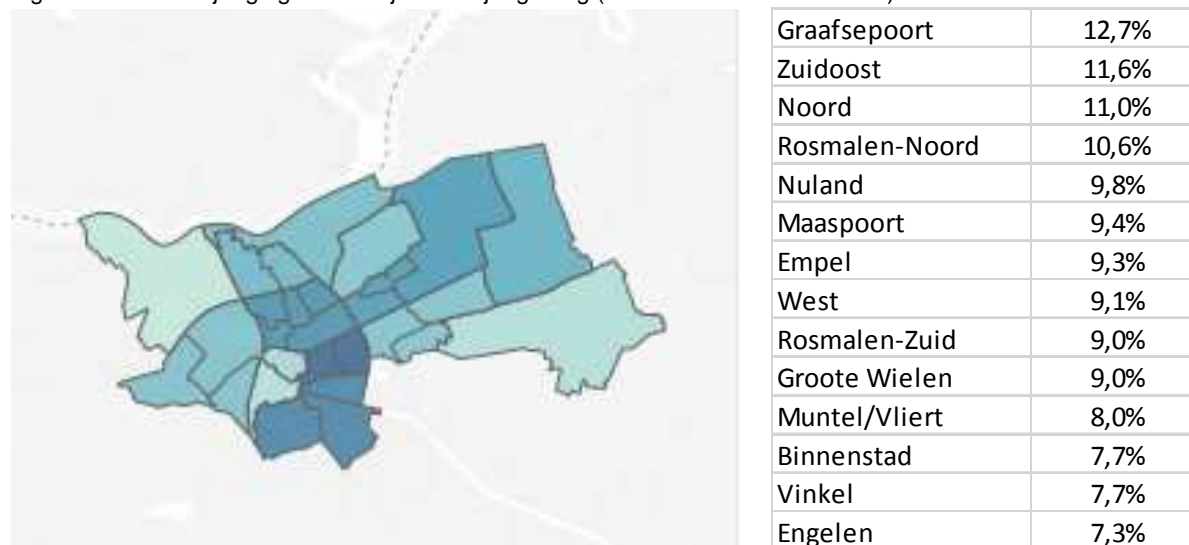 Graafsepoort 12,7%
Zuidoost 11,6%
Noord 11,0%
Rosmalen-Noord 10,6%
Nuland 9,8%
Maaspoort 9,4%
Empel 9,3%
West 9,1%
Rosmalen-Zuid 9,0%
Groote Wielen 9,0%
Muntel/Vliert 8,0%
Binnenstad 7,7%
Vinkel 7,7%
Engelen 7,3%